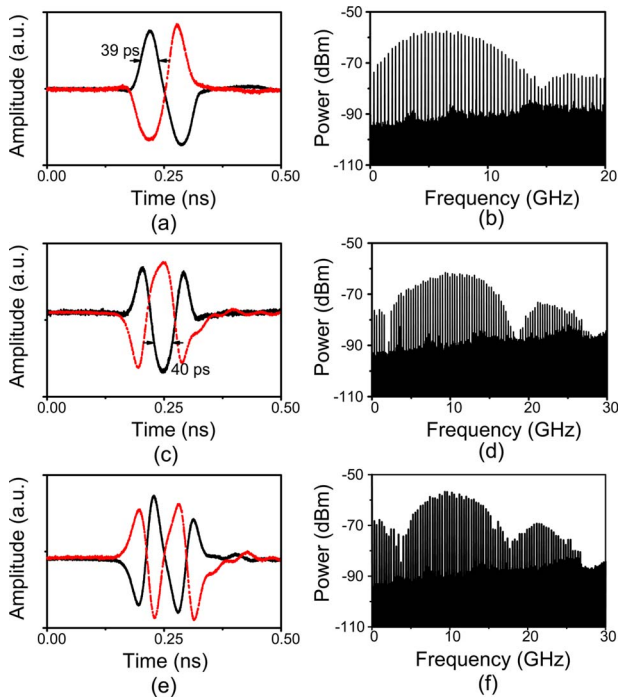 Amplitude (a.u.)
39 ps
0.00 0.25 0.50
Time (ns)
(a)
Power (dBm)
-50
-70
-90
-110
0 10 20
Frequency (GHz)
(b)
Amplitude (a.u.)
40 ps
0.00 0.25 0.50
Time (ns)
(c)
Power (dBm)
-50
-70
-90
-110
0 10 20 30
Frequency (GHz)
(d)
Amplitude (a.u.)
0.00 0.25 0.50
Time (ns)
(e)
Power (dBm)
-50
-70
-90
-110
0 10 20 30
Frequency (GHz)
(f)